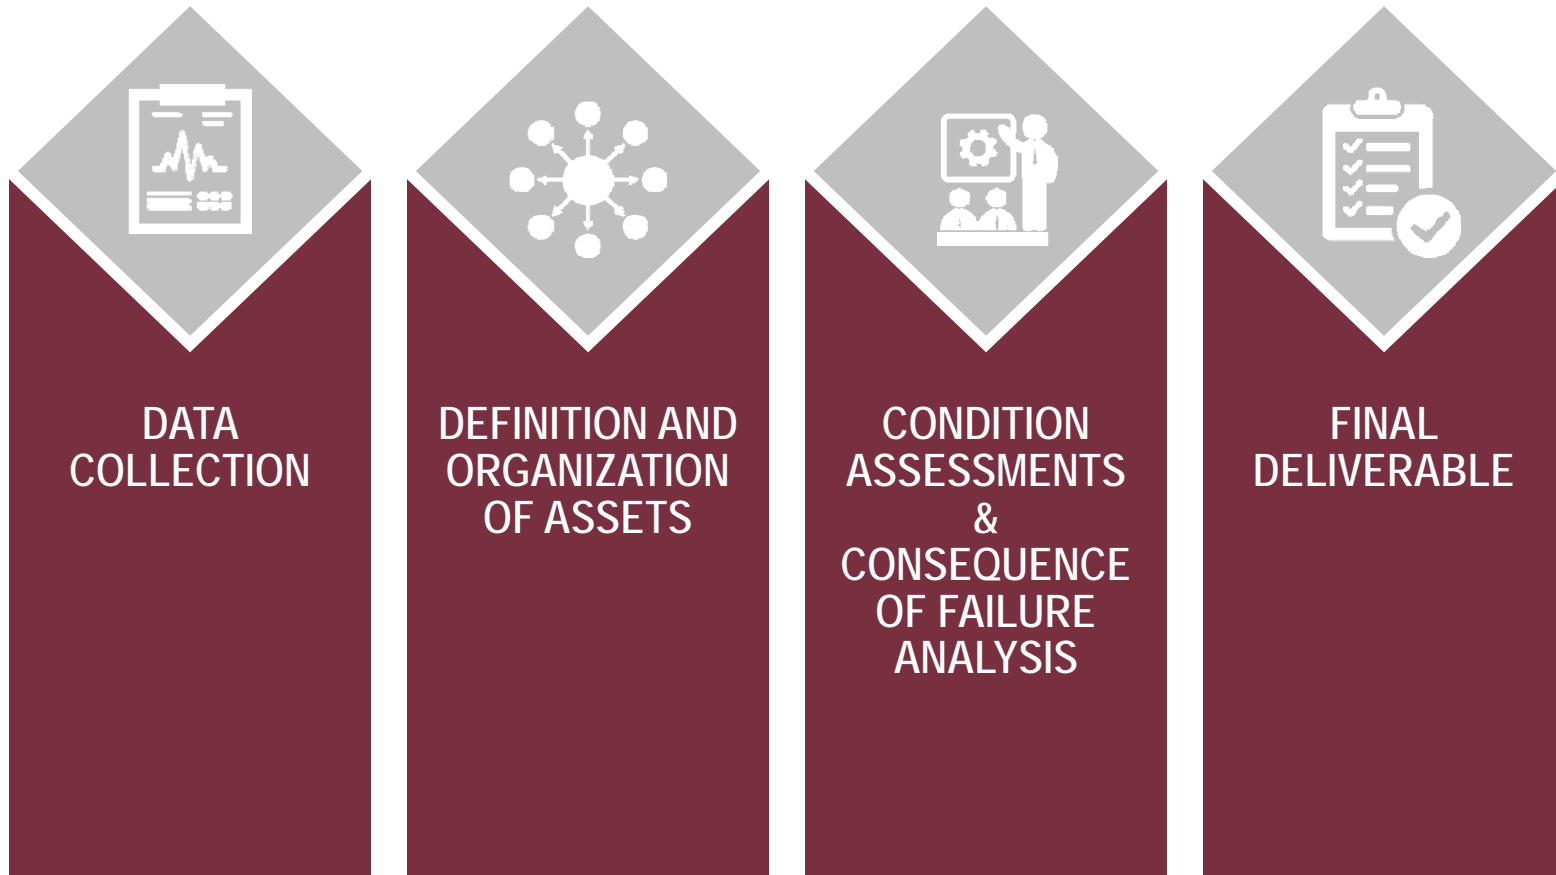 DATA
COLLECTION
DEFINITION AND
ORGANIZATION
OF ASSETS
CONDITION
ASSESSMENTS
&
CONSEQUENCE
OF FAILURE
ANALYSIS
FINAL
DELIVERABLE